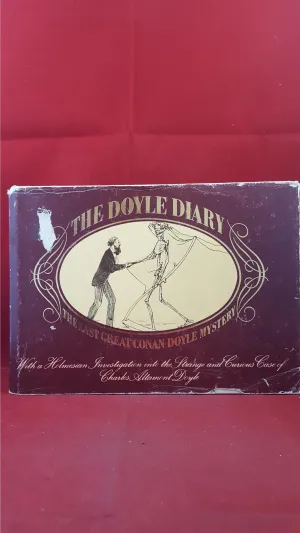 THE DOYLE DIARY
THE LAST GREAT CONAN DOYLE MYSTERY
With a Holmesian Investigation into the Strange and Curious Case of
Charles Altamont Doyle